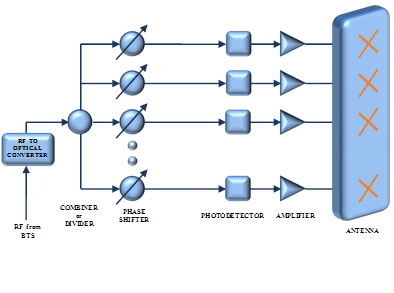 RF TO
OPTICAL
CONVERTER
RF from
BTS
COMBINER
or
DIVIDER
PHASE
SHIFTER
PHOTODETECTOR
AMPLIFIER
ANTENNA